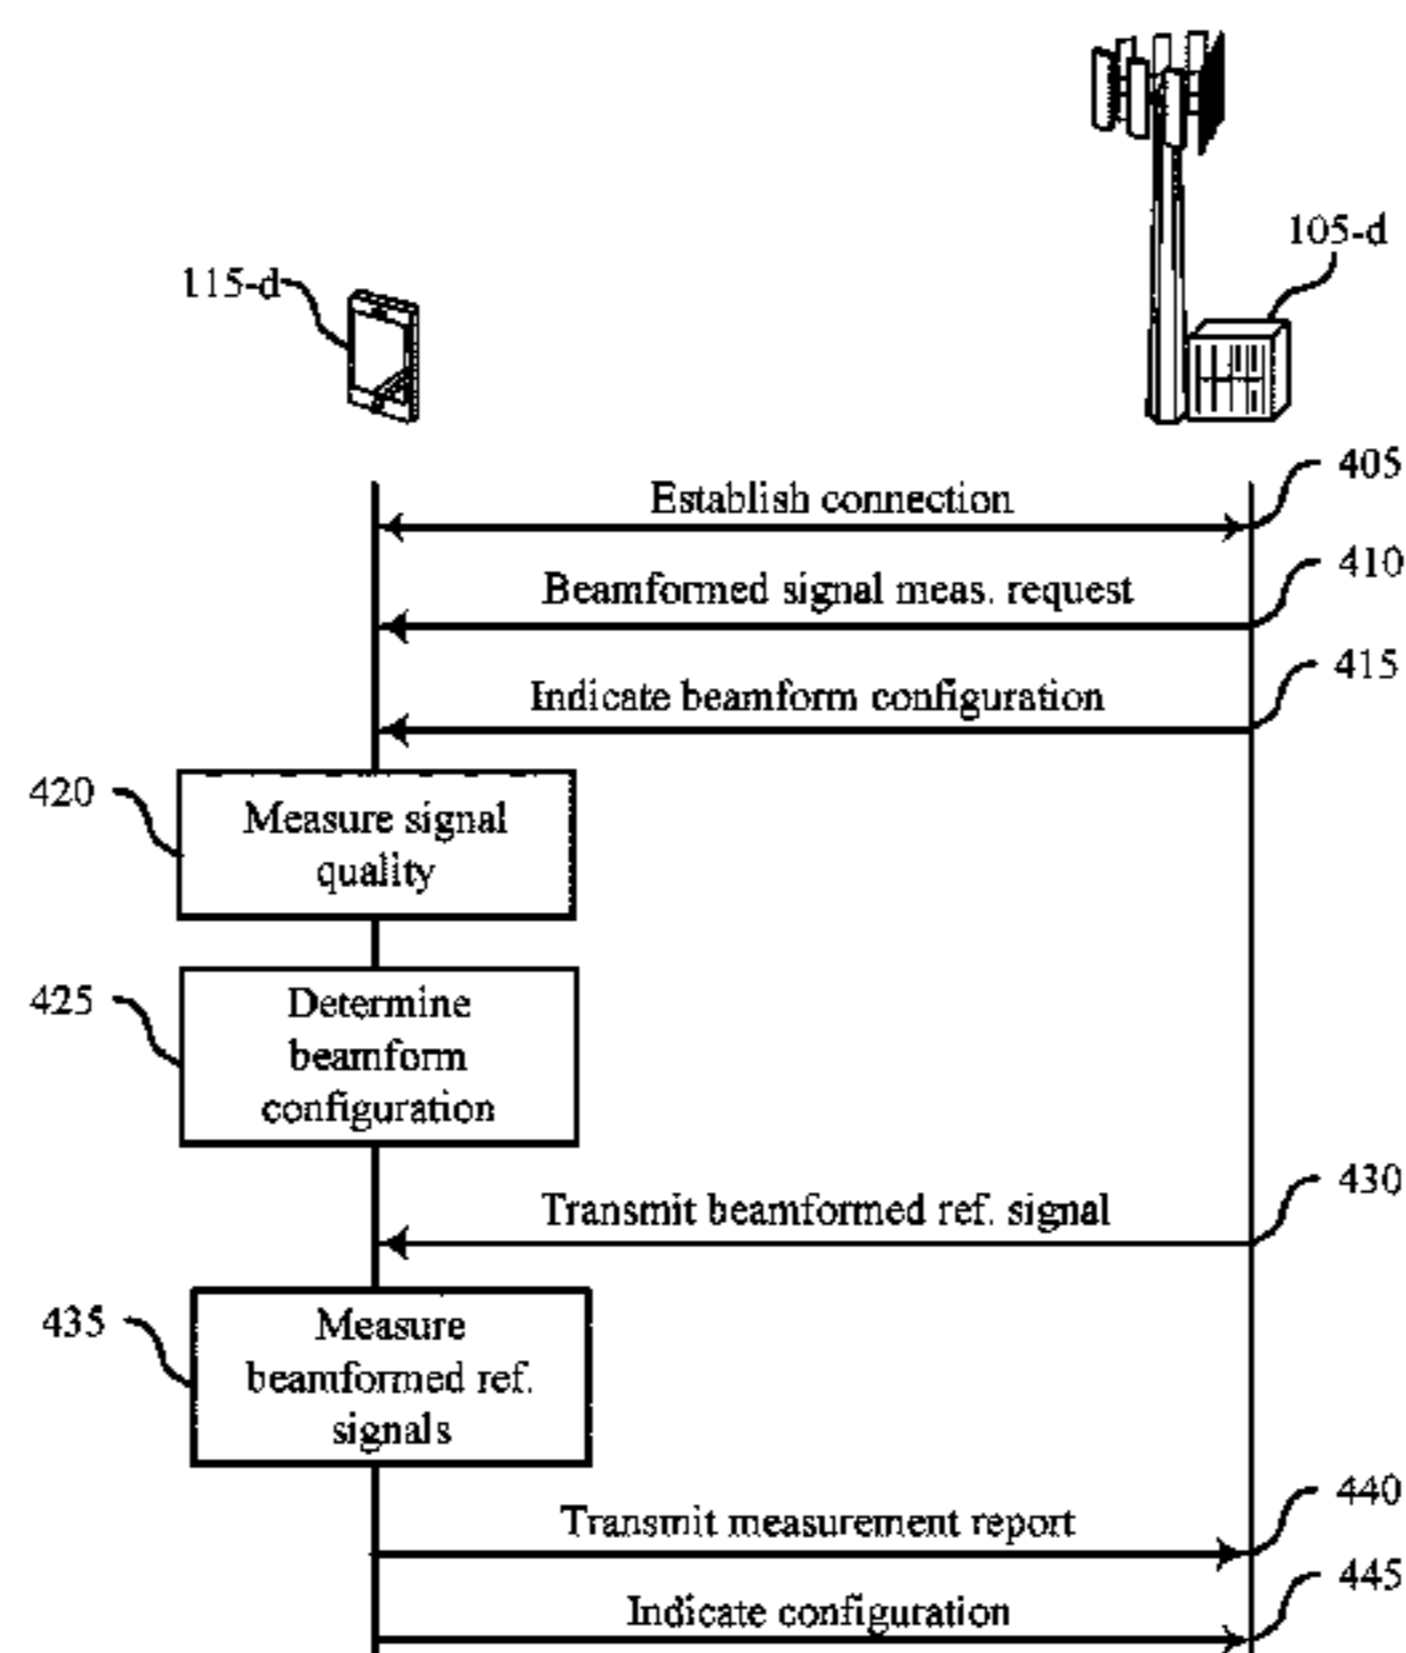 105-d
115-d
405
Establish connection
410
Beamformed signal meas. request
415
Indicate beamform configuration
420
Measure signal
quality
425
Determine
beamform
configuration
430
Transmit beamformed ref. signal
435
Measure
beamformed ref.
signals
440
Transmit measurement report
445
Indicate configuration